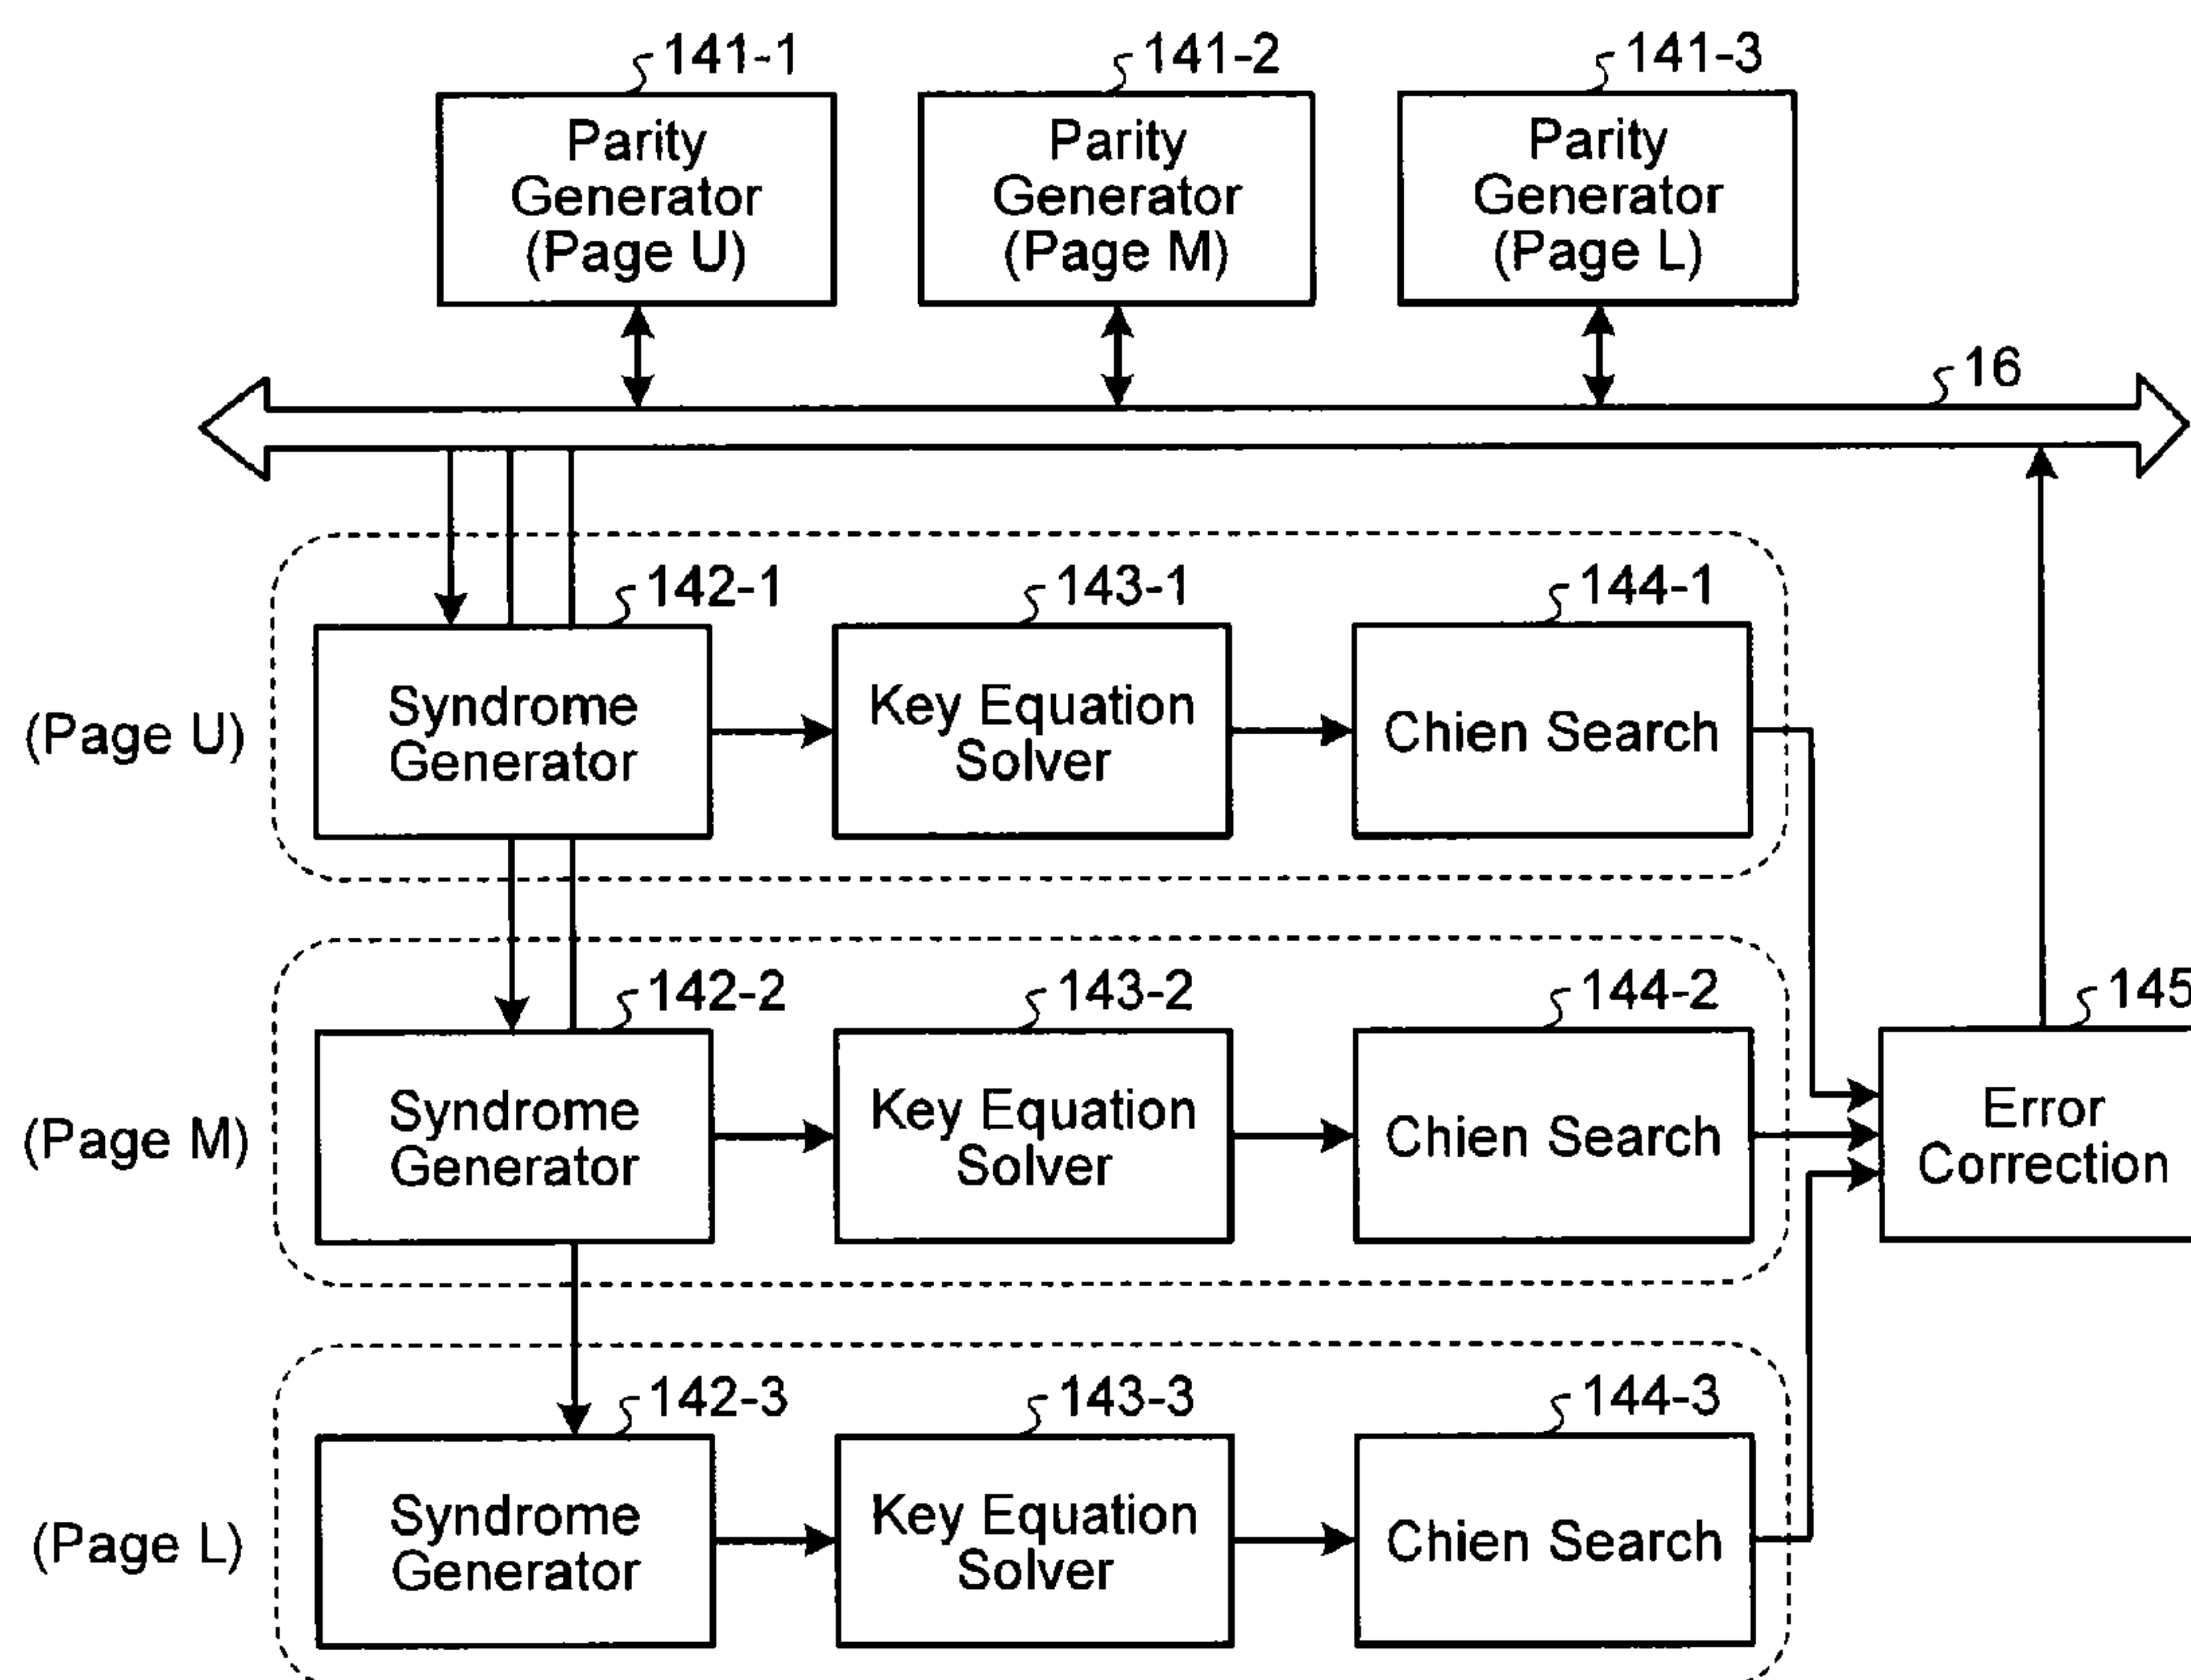 141-1
141-2
141-3
Parity
Generator
(Page U)
Parity
Generator
(Page M)
Parity
Generator
(Page L)
16
142-1
143-1
144-1
(Page U)
Syndrome
Generator
Key Equation
Solver
Chien Search
142-2
143-2
144-2
145
(Page M)
Syndrome
Generator
Key Equation
Solver
Chien Search
Error
Correction
142-3
143-3
144-3
(Page L)
Syndrome
Generator
Key Equation
Solver
Chien Search